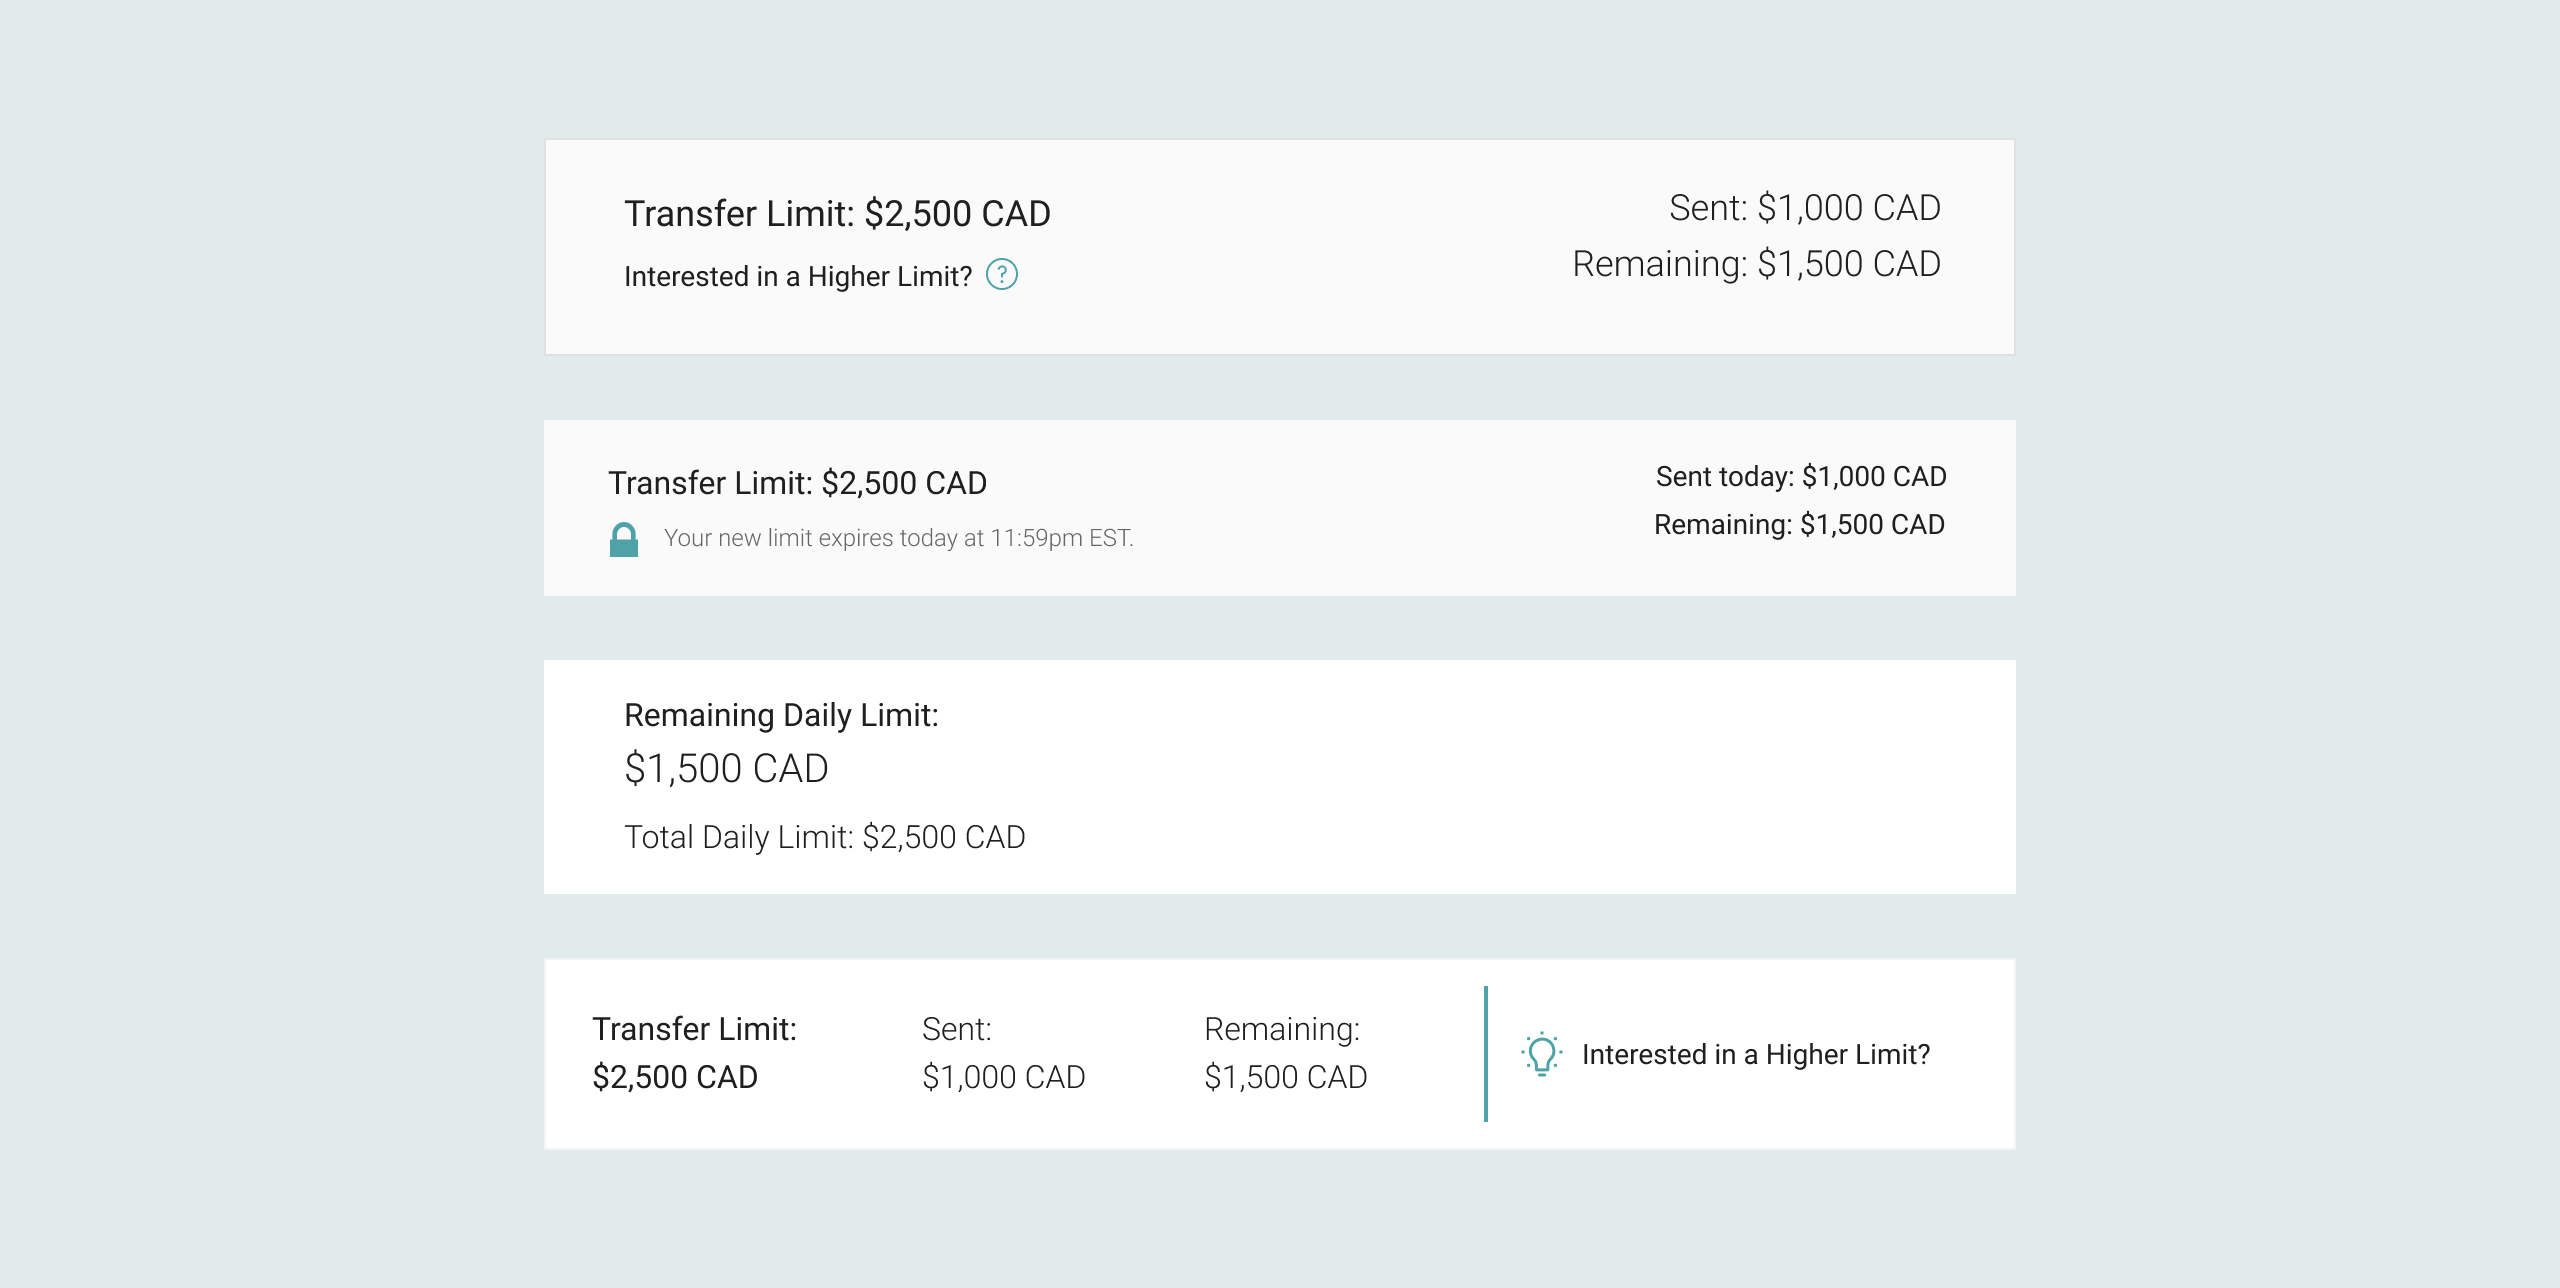 Transfer Limit: $2,500 CAD
Interested in a Higher Limit? ?
Sent: $1,000 CAD
Remaining: $1,500 CAD
Transfer Limit: $2,500 CAD
Your new limit expires today at 11:59pm EST.
Sent today: $1,000 CAD
Remaining: $1,500 CAD
Remaining Daily Limit:
$1,500 CAD
Total Daily Limit: $2,500 CAD
Transfer Limit:
$2,500 CAD
Sent:
$1,000 CAD
Remaining:
$1,500 CAD
Interested in a Higher Limit?